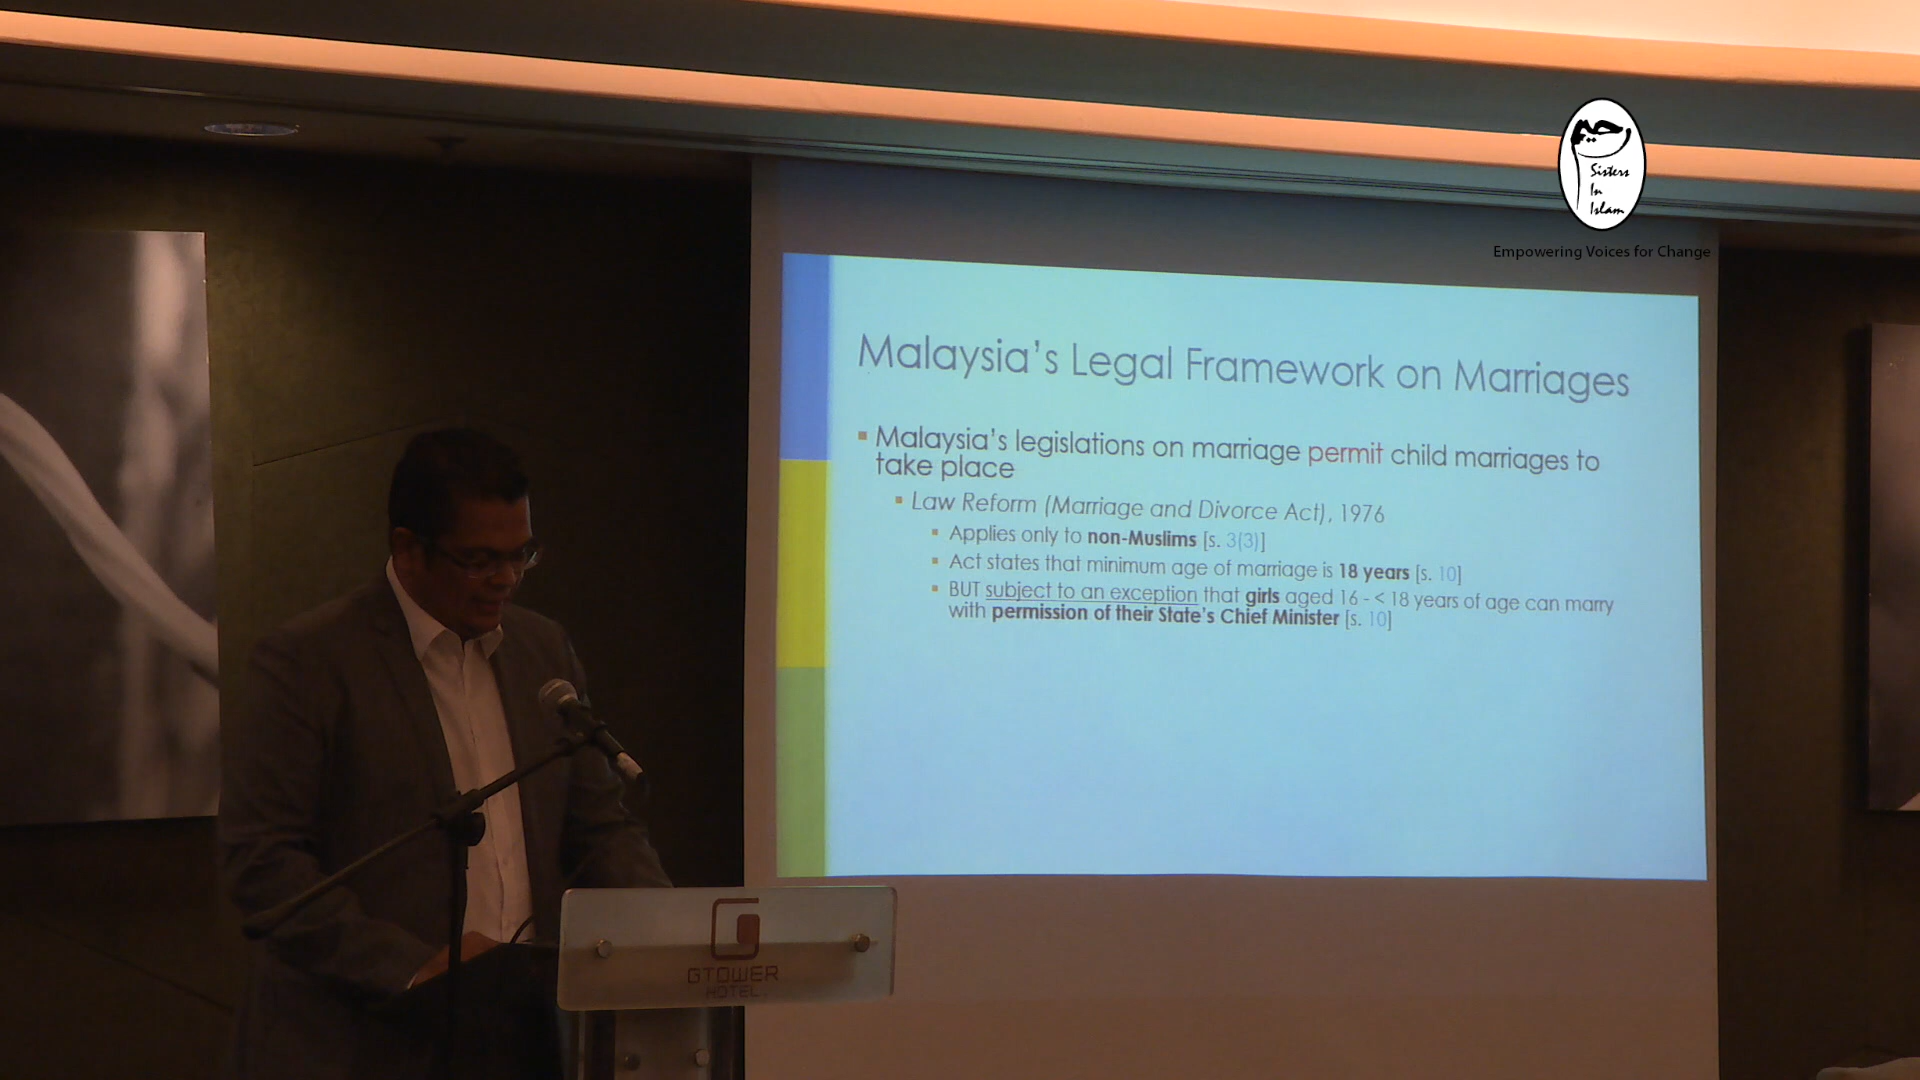 Sisters
In
Islam
Empowering Voices for Change
Malaysia's Legal Framework on Marriages
Malaysia's legislations on marriage permit child marriages to
take place
Law Reform (Marriage and Divorce Act), 1976
Applies only to non-Muslims [s. 3(3)]
Act states that minimum age of marriage is 18 years [s. 10]
BUT subject to an exception that girls aged 16 - < 18 years of age can marry
with permission of their State's Chief Minister [s. 10]
GTOWER
HOTEL